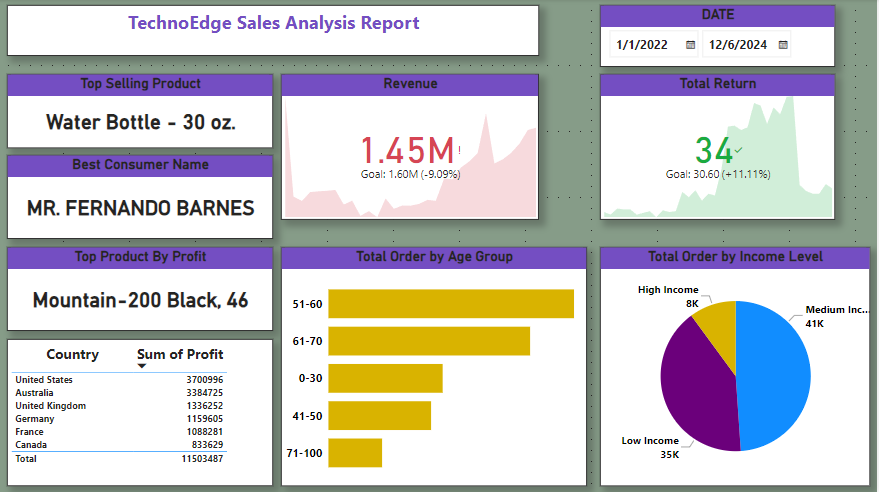 TechnoEdge Sales Analysis Report
DATE
1/1/2022
12/6/2024
Top Selling Product
Water Bottle - 30 oz.
Revenue
1.45M!
Goal: 1.60M (-9.09%)
Total Return
34
Goal: 30.60 (+11.11%)
Best Consumer Name
MR. FERNANDO BARNES
Top Product By Profit
Mountain-200 Black, 46
Country Sum of Profit
United States 3700996
Australia 3384725
United Kingdom 1336252
Germany 1159605
France 1088281
Canada 833629
Total 11503487
Total Order by Age Group
51-60
61-70
0-30
41-50
71-100
Total Order by Income Level
High Income
8K
Medium Inc...
41K
Low Income
35K